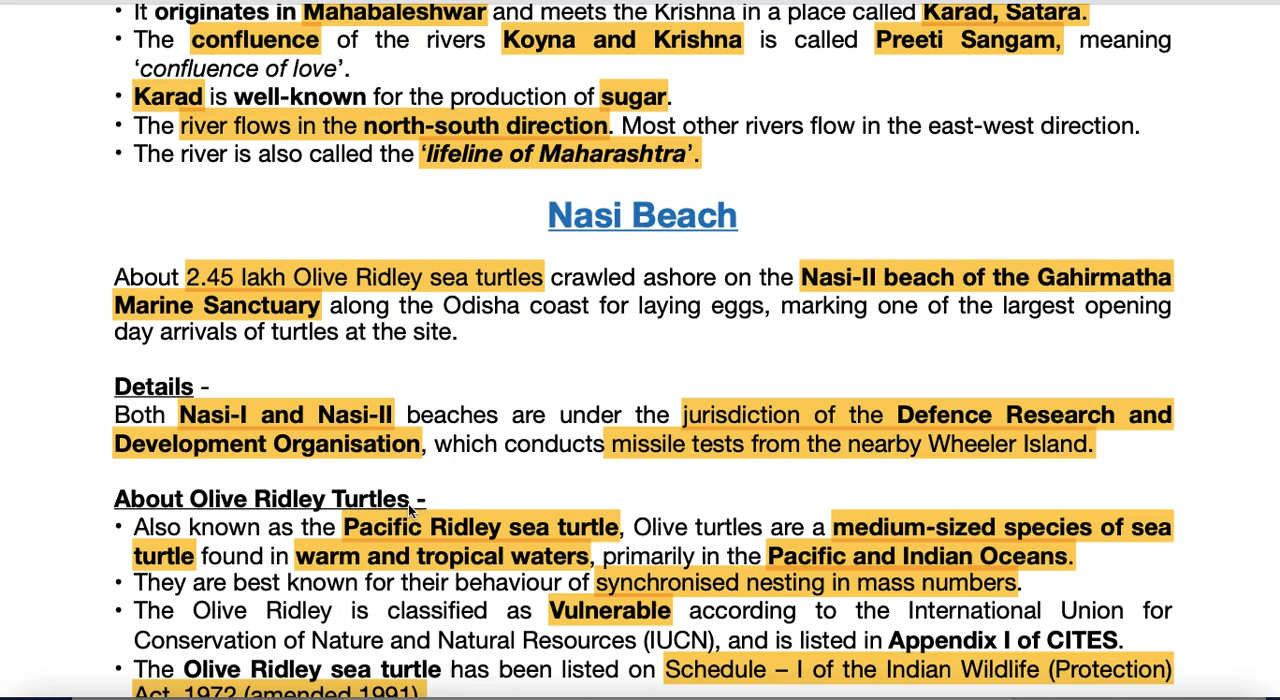 • It originates in Mahabaleshwar and meets the Krishna in a place called Karad, Satara.
• The confluence of the rivers Koyna and Krishna is called Preeti Sangam, meaning
‘confluence of love’.
• Karad is well-known for the production of sugar.
• The river flows in the north-south direction. Most other rivers flow in the east-west direction.
• The river is also called the ‘lifeline of Maharashtra’.
Nasi Beach
About 2.45 lakh Olive Ridley sea turtles crawled ashore on the Nasi-II beach of the Gahirmatha
Marine Sanctuary along the Odisha coast for laying eggs, marking one of the largest opening
day arrivals of turtles at the site.
Details -
Both Nasi-I and Nasi-II beaches are under the jurisdiction of the Defence Research and
Development Organisation, which conducts missile tests from the nearby Wheeler Island.
About Olive Ridley Turtles -
• Also known as the Pacific Ridley sea turtle, Olive turtles are a medium-sized species of sea
turtle found in warm and tropical waters, primarily in the Pacific and Indian Oceans.
• They are best known for their behaviour of synchronised nesting in mass numbers.
• The Olive Ridley is classified as Vulnerable according to the International Union for
Conservation of Nature and Natural Resources (IUCN), and is listed in Appendix I of CITES.
• The Olive Ridley sea turtle has been listed on Schedule – I of the Indian Wildlife (Protection)
Act, 1972 (amended 1991).